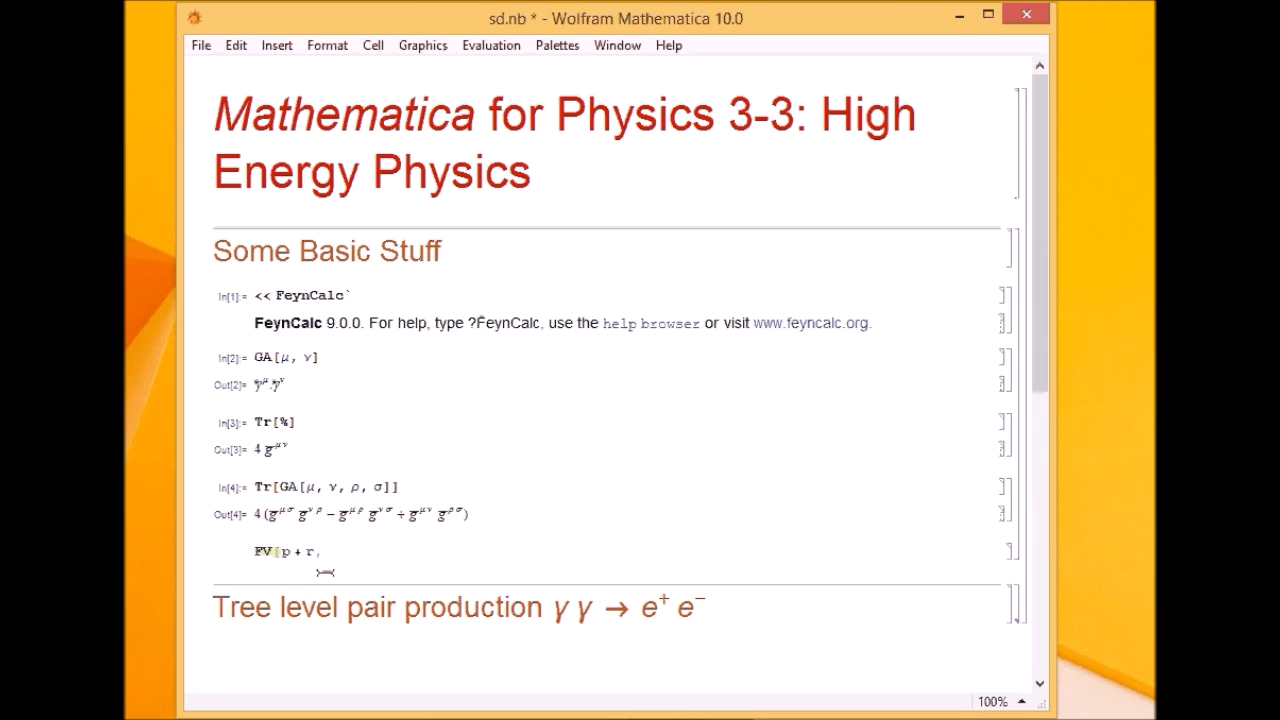 sd.nb * - Wolfram Mathematica 10.0
File Edit Insert Format Cell Graphics Evaluation Palettes Window Help
Mathematica for Physics 3-3: High
Energy Physics
Some Basic Stuff
In[1]:= << FeynCalc`
FeynCalc 9.0.0. For help, type ?FeynCalc, use the help browser or visit www.feyncalc.org.
In[2]:= GA[μ, ν]
Out[2]= γ̄^μ.γ̄^ν
In[3]:= Tr[%]
Out[3]= 4 ḡ^μν
In[4]:= Tr[GA[μ, ν, ρ, σ]]
Out[4]= 4 (ḡ^μσ ḡ^νρ − ḡ^μρ ḡ^νσ + ḡ^μν ḡ^ρσ)
FV[p + r,
Tree level pair production γ γ → e⁺ e⁻
100%